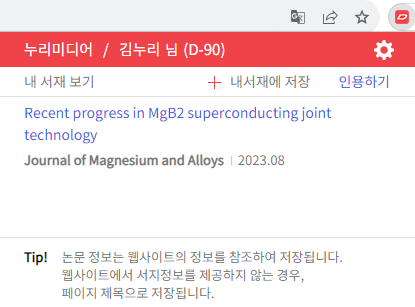 누리미디어 / 김누리 님 (D-90)
내 서재 보기 내서재에 저장 인용하기
Recent progress in MgB2 superconducting joint
technology
Journal of Magnesium and Alloys | 2023.08
Tip! 논문 정보는 웹사이트의 정보를 참조하여 저장됩니다.
웹사이트에서 서지정보를 제공하지 않는 경우,
페이지 제목으로 저장됩니다.